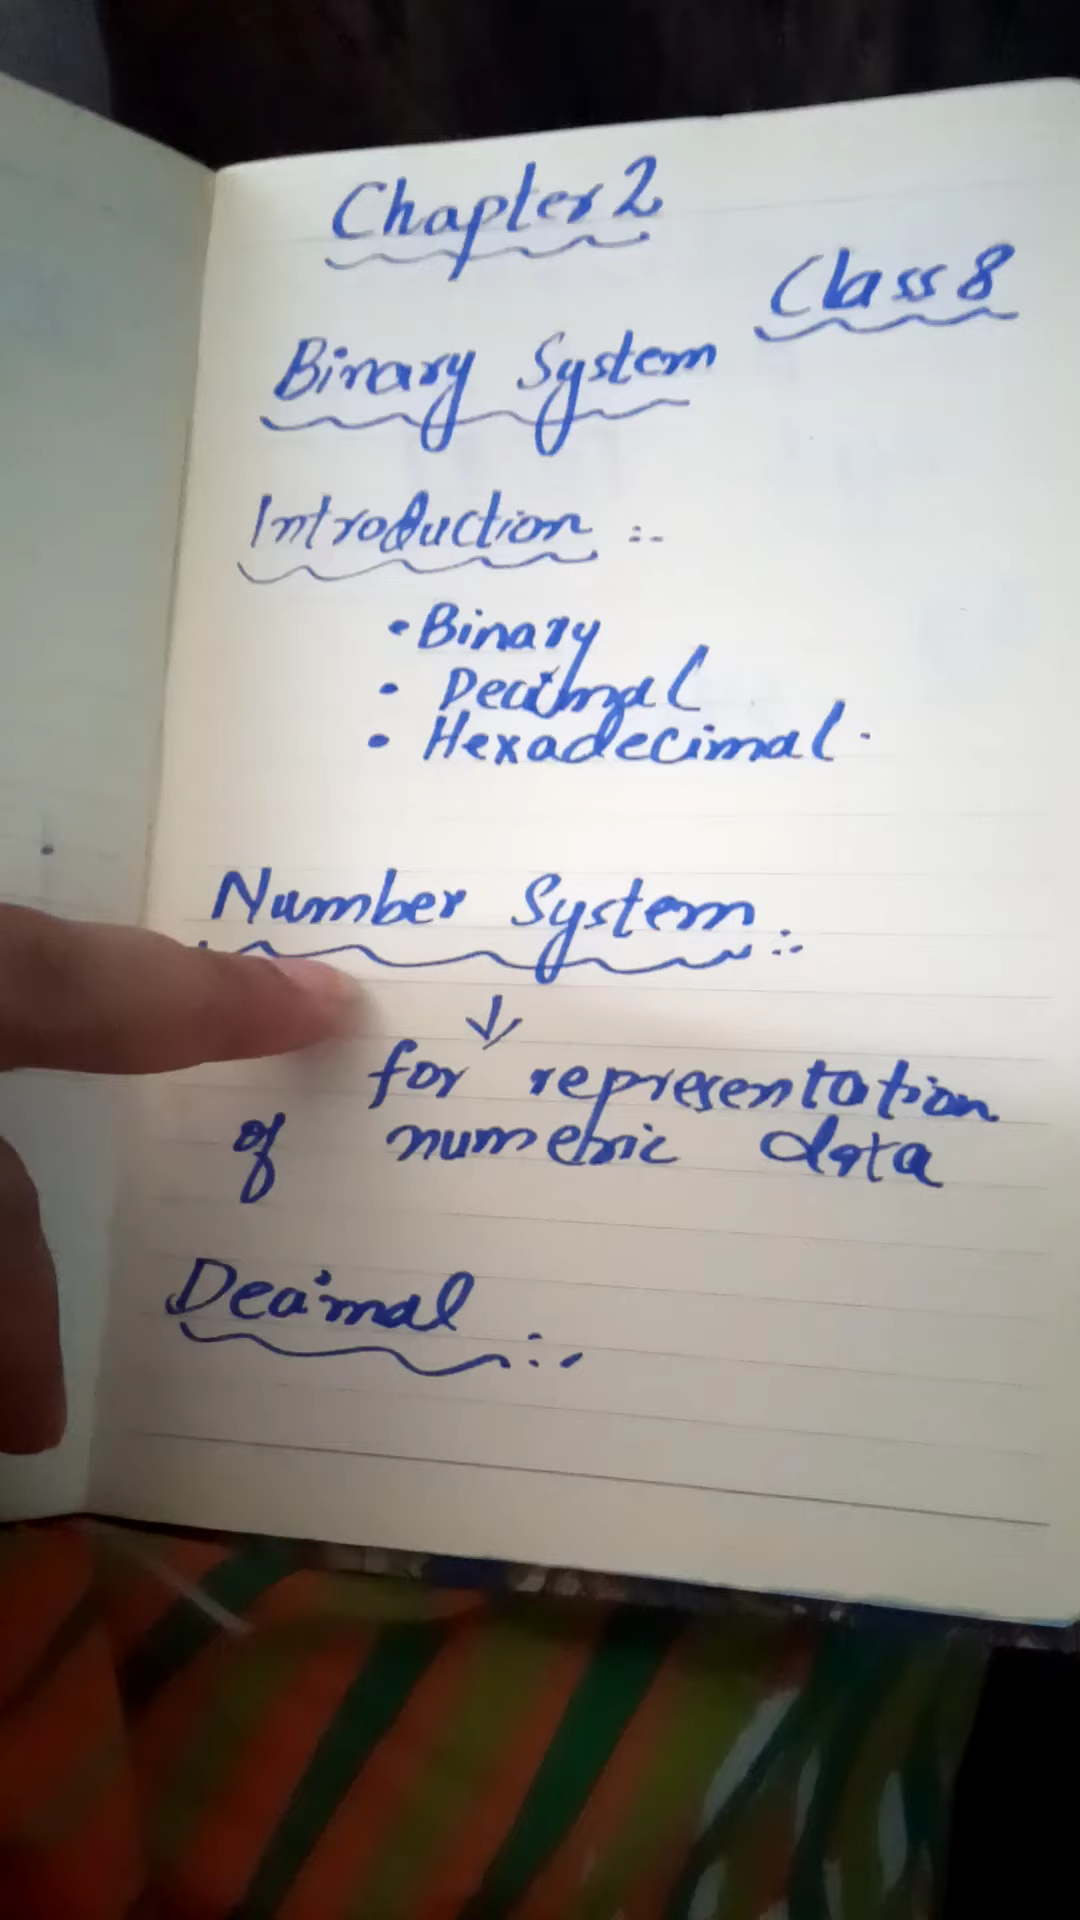 Chapter 2
Class 8
Binary System
Introduction :-
• Binary
• Decimal
• Hexadecimal.
Number System :-
↓
for representation
of numeric data
Decimal :-